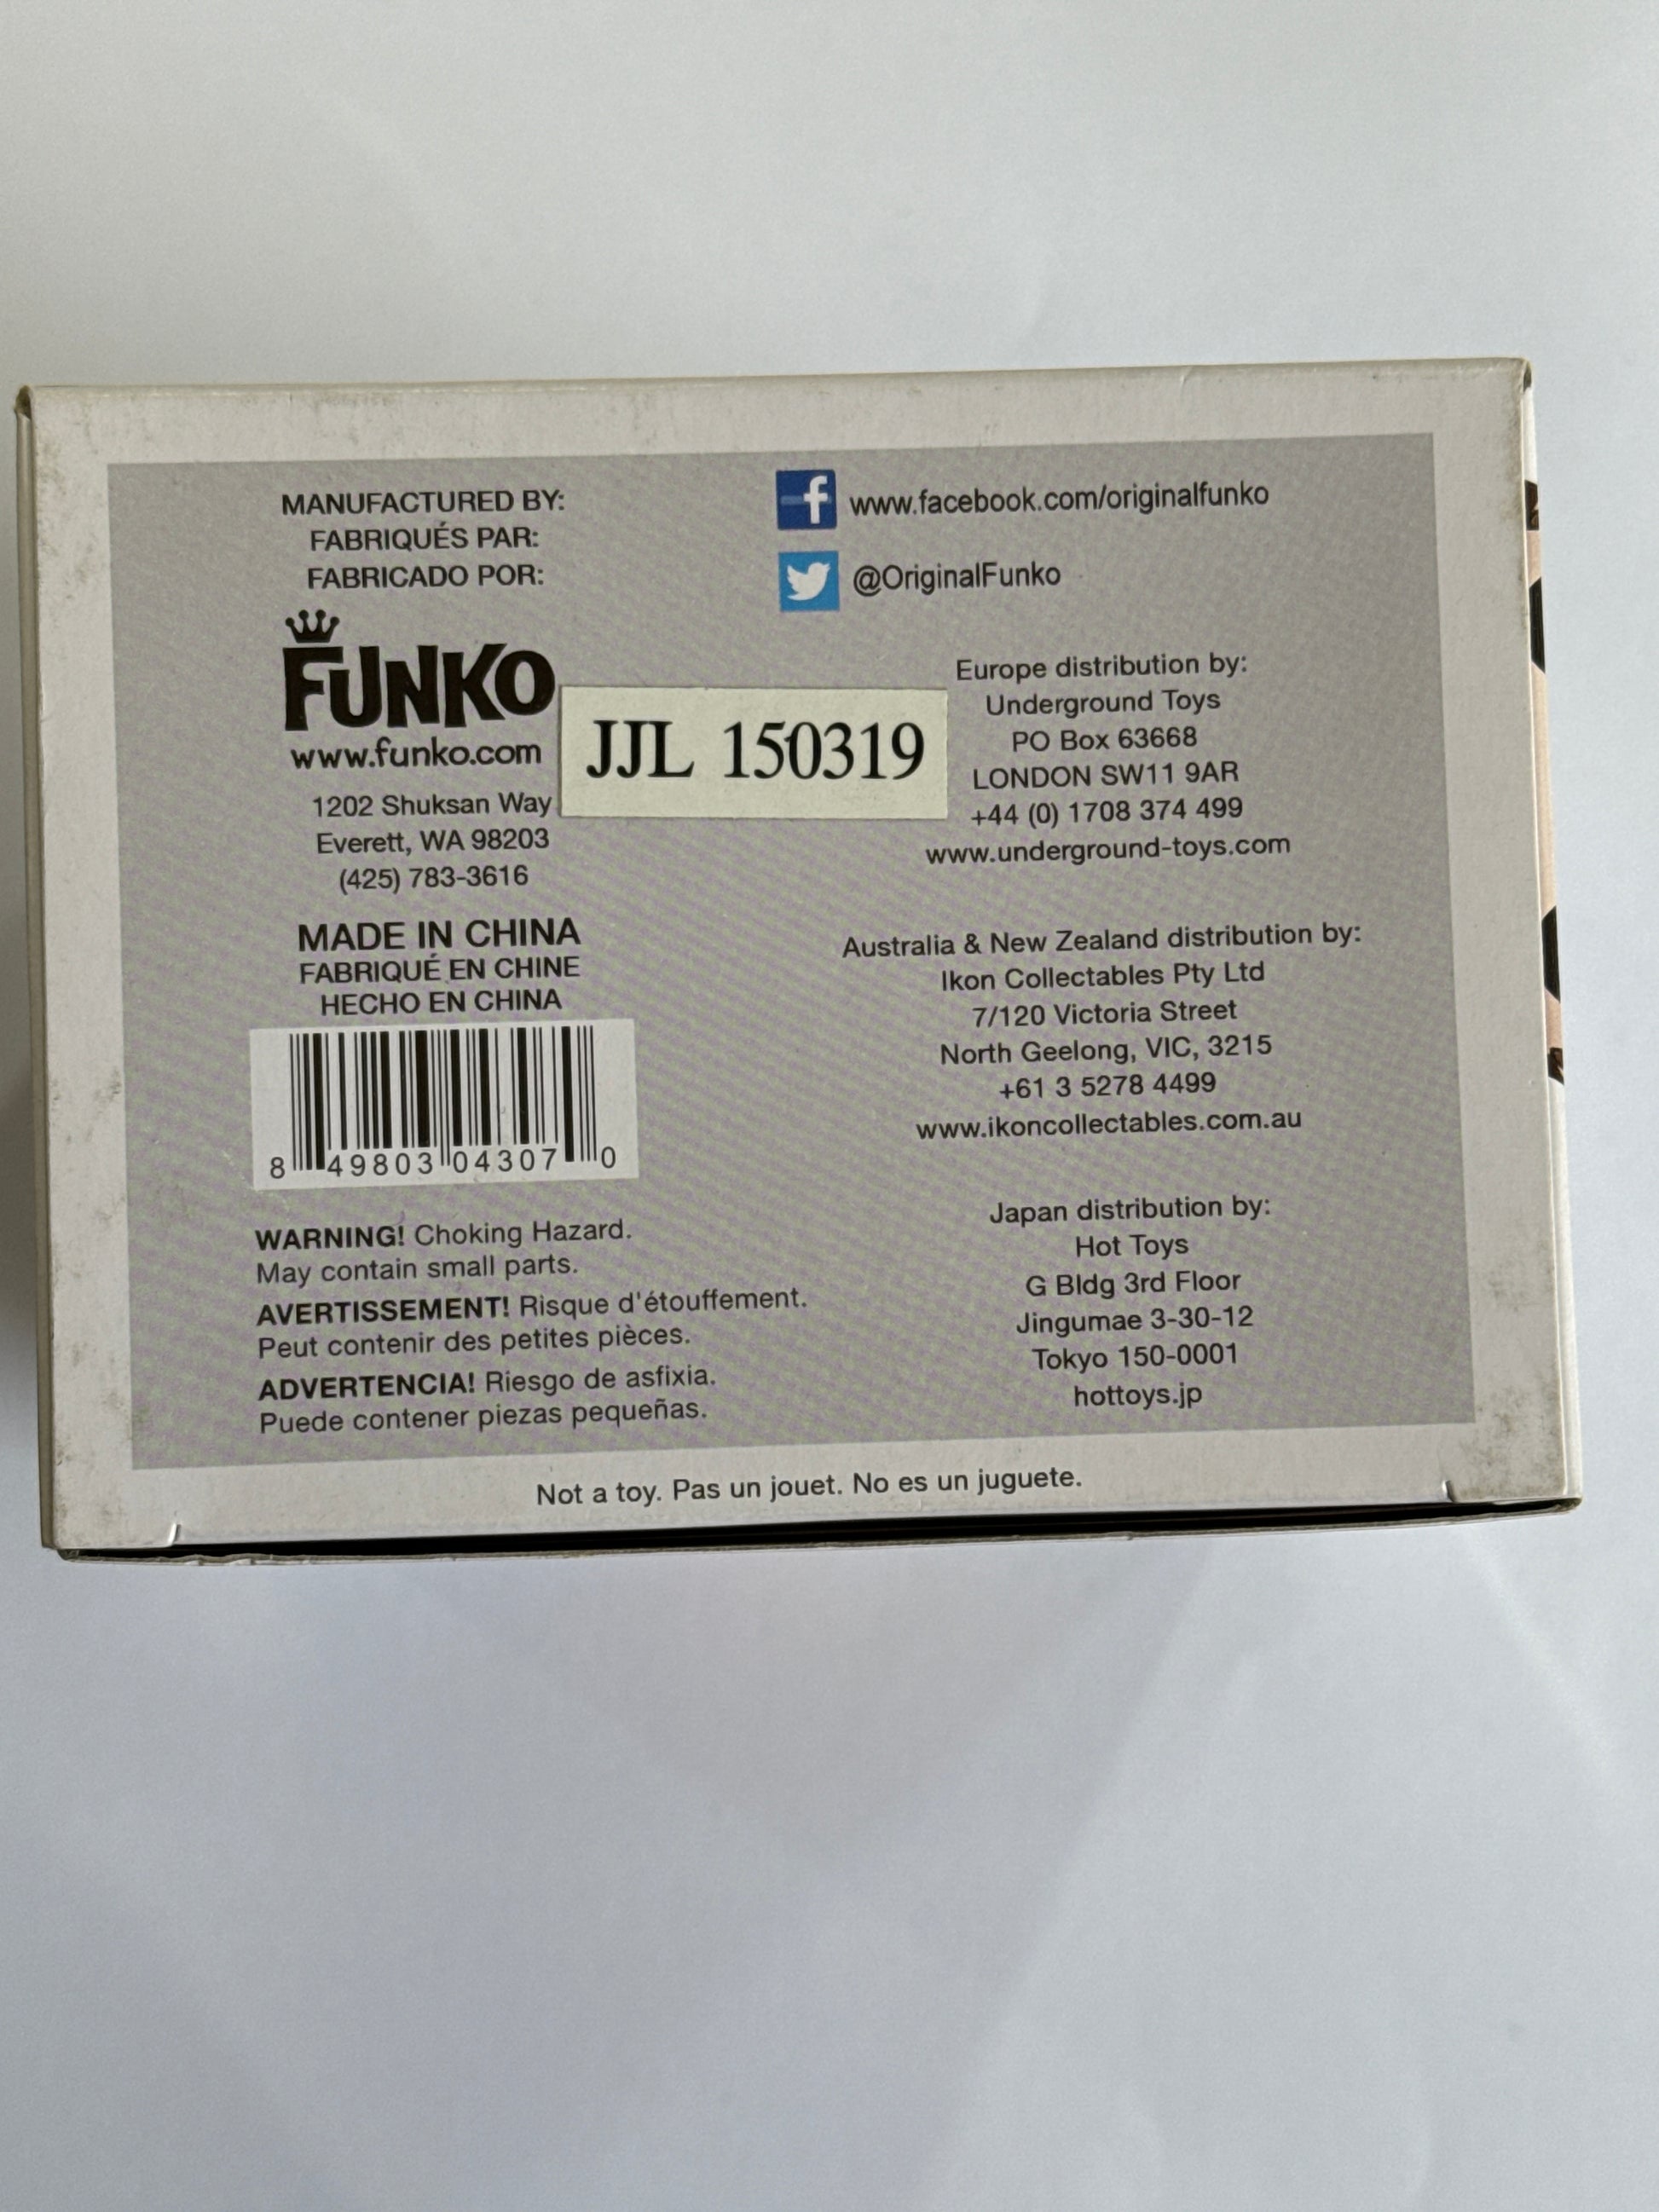 MANUFACTURED BY:
FABRIQUÉS PAR:
FABRICADO POR:
FUNKO
www.funko.com
1202 Shuksan Way
Everett, WA 98203
(425) 783-3616
MADE IN CHINA
FABRIQUÉ EN CHINE
HECHO EN CHINA
8 49803 04307 0
WARNING! Choking Hazard.
May contain small parts.
AVERTISSEMENT! Risque d'étouffement.
Peut contenir des petites pièces.
ADVERTENCIA! Riesgo de asfixia.
Puede contener piezas pequeñas.
JJL 150319
f www.facebook.com/originalfunko
@OriginalFunko
Europe distribution by:
Underground Toys
PO Box 63668
LONDON SW11 9AR
+44 (0) 1708 374 499
www.underground-toys.com
Australia & New Zealand distribution by:
Ikon Collectables Pty Ltd
7/120 Victoria Street
North Geelong, VIC, 3215
+61 3 5278 4499
www.ikoncollectables.com.au
Japan distribution by:
Hot Toys
G Bldg 3rd Floor
Jingumae 3-30-12
Tokyo 150-0001
hottoys.jp
Not a toy. Pas un jouet. No es un juguete.